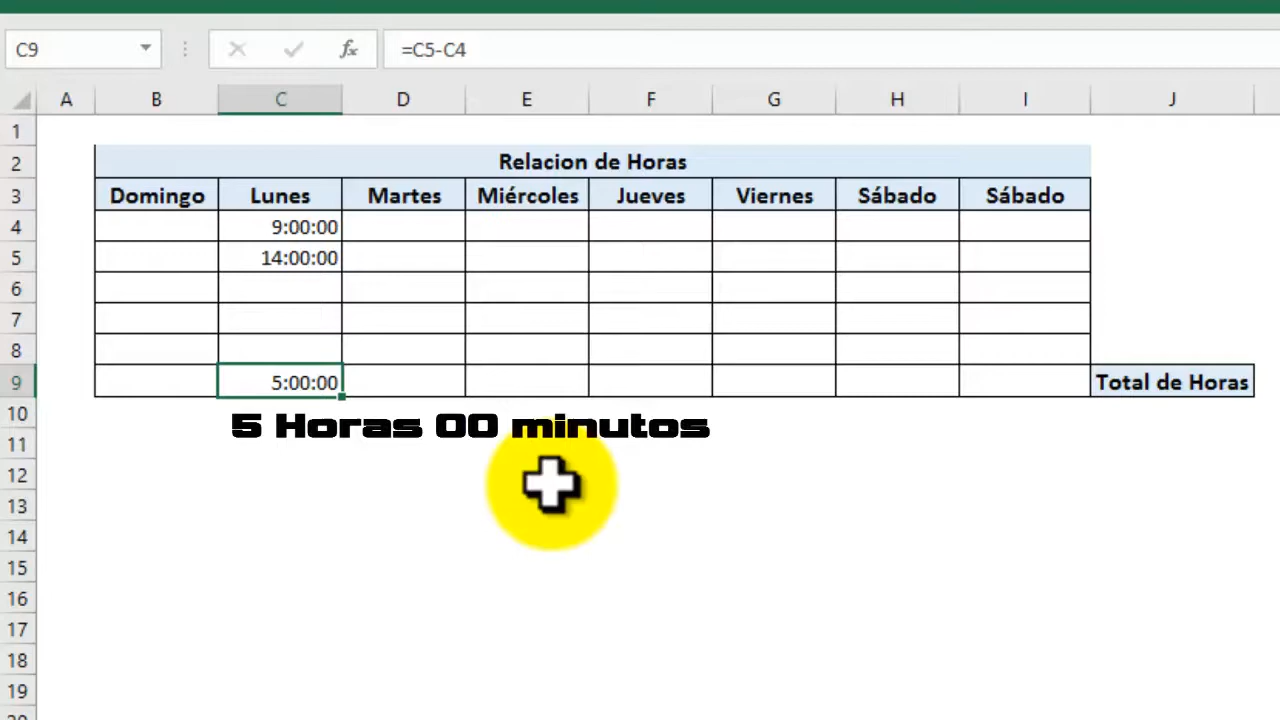 C9 fx =C5-C4
A B C D E F G H I J
1
2 Relacion de Horas
3 Domingo Lunes Martes Miércoles Jueves Viernes Sábado Sábado
4 9:00:00
5 14:00:00
6
7
8
9 5:00:00 Total de Horas
10
5 Horas 00 minutos
11
12
13
14
15
16
17
18
19
20